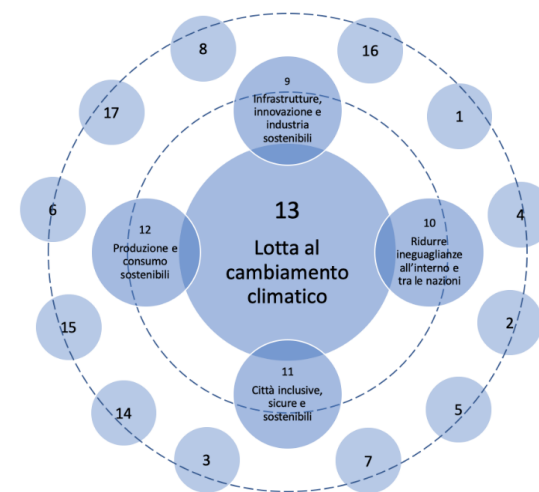 8
16
9
Infrastrutture,
innovazione e
industria
sostenibili
17
1
13
Lotta al
cambiamento
climatico
6
4
12
Produzione e
consumo
sostenibili
10
Ridurre
ineguaglianze
all'interno e
tra le nazioni
15
2
11
Città inclusive,
sicure e
sostenibili
14
5
3
7